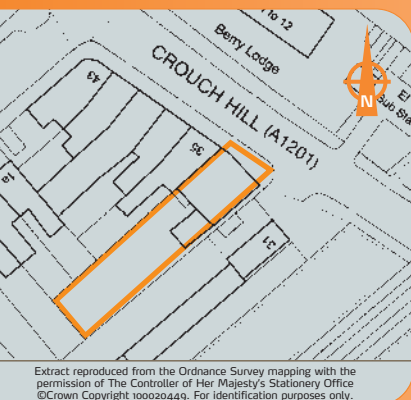 1 to 12
Berry Lodge
CROUCH HILL (A1201)
El
Sub Sta
N
43
35
1a
31
Extract reproduced from the Ordnance Survey mapping with the
permission of The Controller of Her Majesty's Stationery Office
©Crown Copyright 100020449. For identification purposes only.